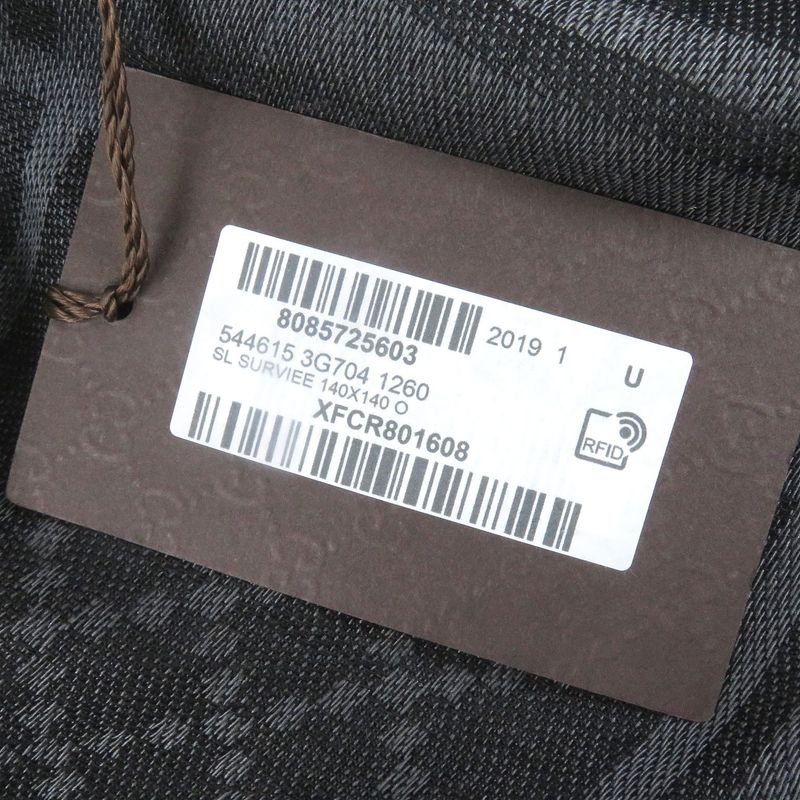 8085725603
2019 1
U
544615 3G704 1260
SL SURVIEE 140X140 O
XFCR801608
RFID